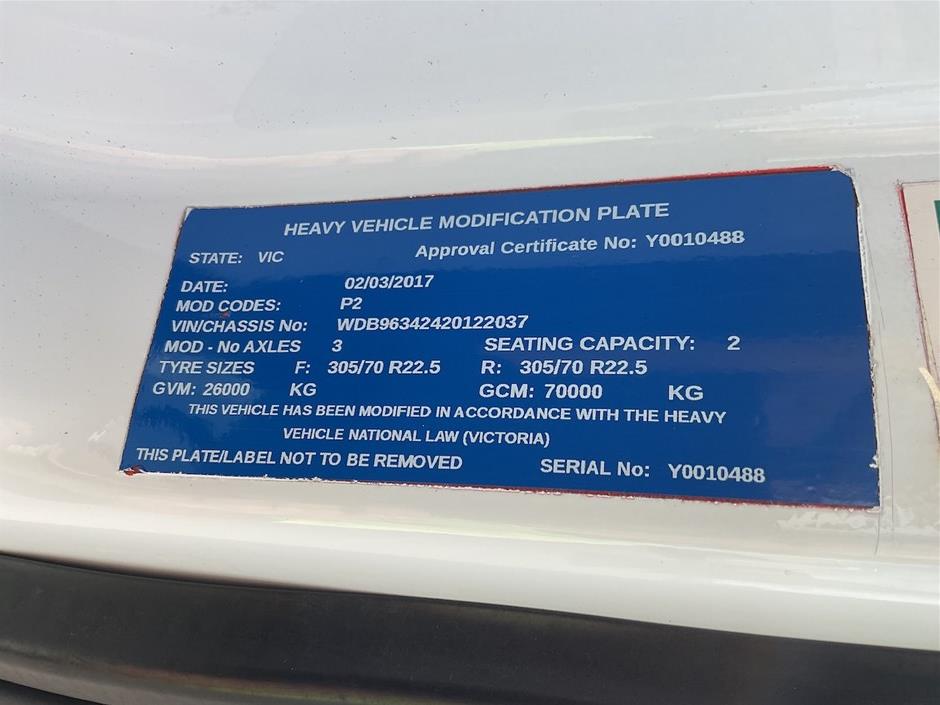 HEAVY VEHICLE MODIFICATION PLATE
STATE: VIC Approval Certificate No: Y0010488
DATE: 02/03/2017
MOD CODES: P2
VIN/CHASSIS No: WDB96342420122037
MOD - No AXLES 3 SEATING CAPACITY: 2
TYRE SIZES F: 305/70 R22.5 R: 305/70 R22.5
GVM: 26000 KG GCM: 70000 KG
THIS VEHICLE HAS BEEN MODIFIED IN ACCORDANCE WITH THE HEAVY
VEHICLE NATIONAL LAW (VICTORIA)
THIS PLATE/LABEL NOT TO BE REMOVED SERIAL No: Y0010488